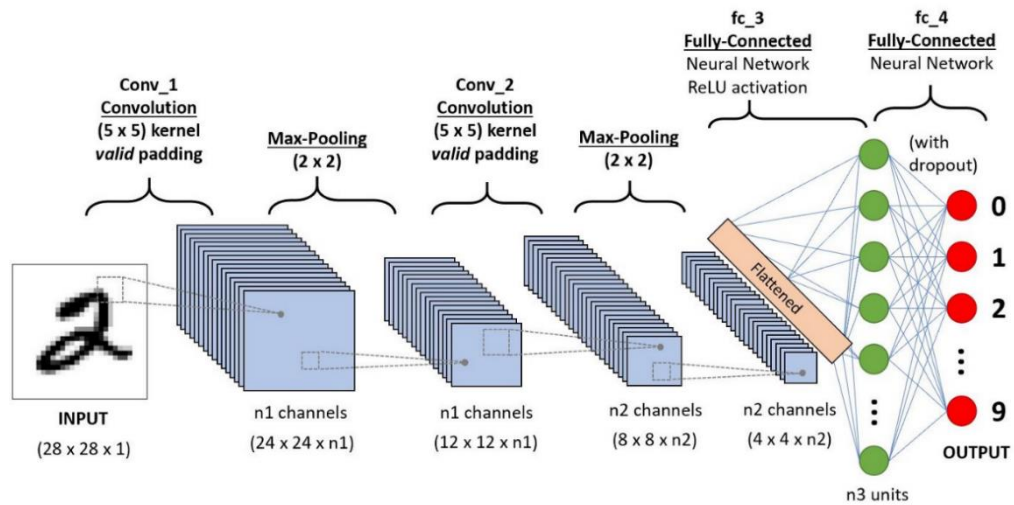 Conv_1
Convolution
(5 x 5) kernel
valid padding
Max-Pooling
(2 x 2)
Conv_2
Convolution
(5 x 5) kernel
valid padding
Max-Pooling
(2 x 2)
fc_3
Fully-Connected
Neural Network
ReLU activation
fc_4
Fully-Connected
Neural Network
(with
dropout)
2
INPUT
(28 x 28 x 1)
n1 channels
(24 x 24 x n1)
n1 channels
(12 x 12 x n1)
n2 channels
(8 x 8 x n2)
n2 channels
(4 x 4 x n2)
Flattened
n3 units
0
1
2
9
OUTPUT